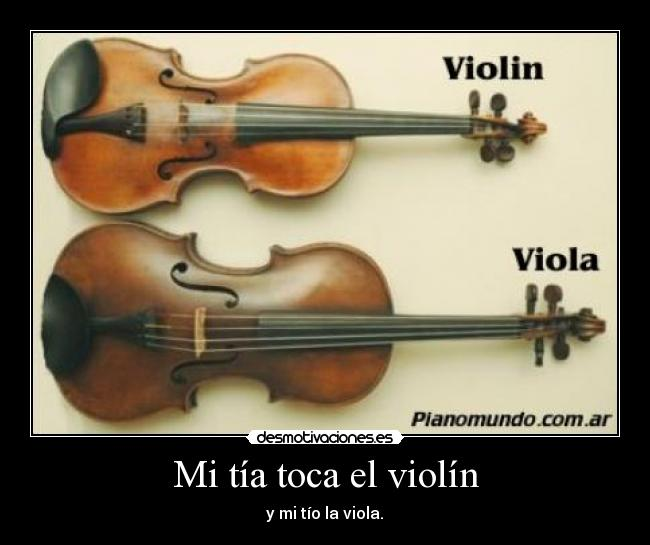 Violin
Viola
Pianomundo.com.ar
desmotivaciones.es
Mi tía toca el violín
y mi tío la viola.